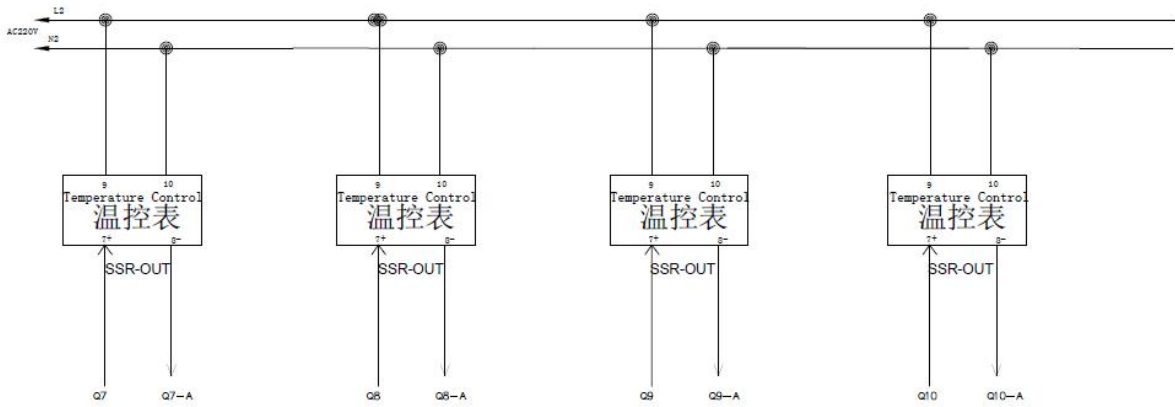 L2
AC220V
N2
9 10 9 10 9 10 9 10
Temperature Control Temperature Control Temperature Control Temperature Control
温控表 温控表 温控表 温控表
7+ 8- 7+ 8- 7+ 8- 7+ 8-
SSR-OUT SSR-OUT SSR-OUT SSR-OUT
Q7 Q7-A Q8 Q8-A Q9 Q9-A Q10 Q10-A